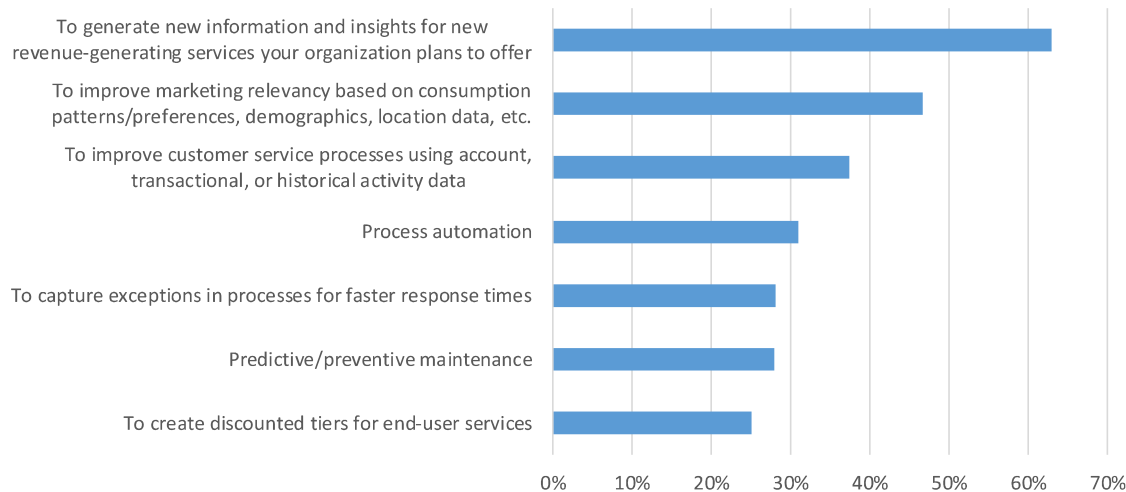 To generate new information and insights for new
revenue-generating services your organization plans to offer
To improve marketing relevancy based on consumption
patterns/preferences, demographics, location data, etc.
To improve customer service processes using account,
transactional, or historical activity data
Process automation
To capture exceptions in processes for faster response times
Predictive/preventive maintenance
To create discounted tiers for end-user services
0% 10% 20% 30% 40% 50% 60% 70%